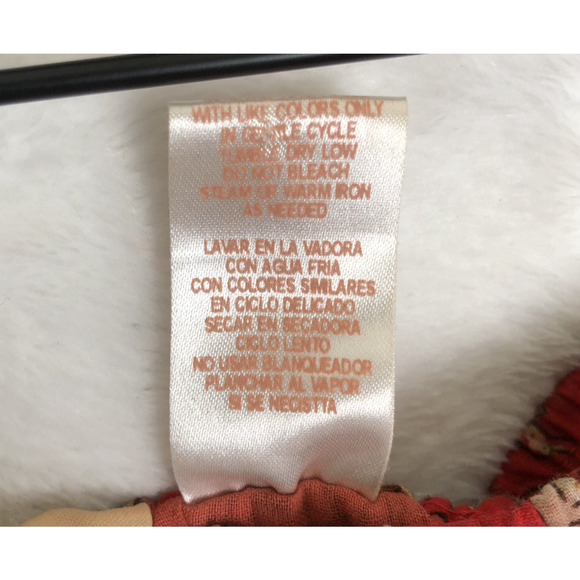 WITH LIKE COLORS ONLY
IN GENTLE CYCLE
TUMBLE DRY LOW
DO NOT BLEACH
STEAM OR WARM IRON
AS NEEDED
LAVAR EN LA VADORA
CON AGUA FRIA
CON COLORES SIMILARES
EN CICLO DELICADO
SECAR EN SECADORA
CICLO LENTO
NO USAR BLANQUEADOR
PLANCHAR AL VAPOR
SI SE NECISTTA